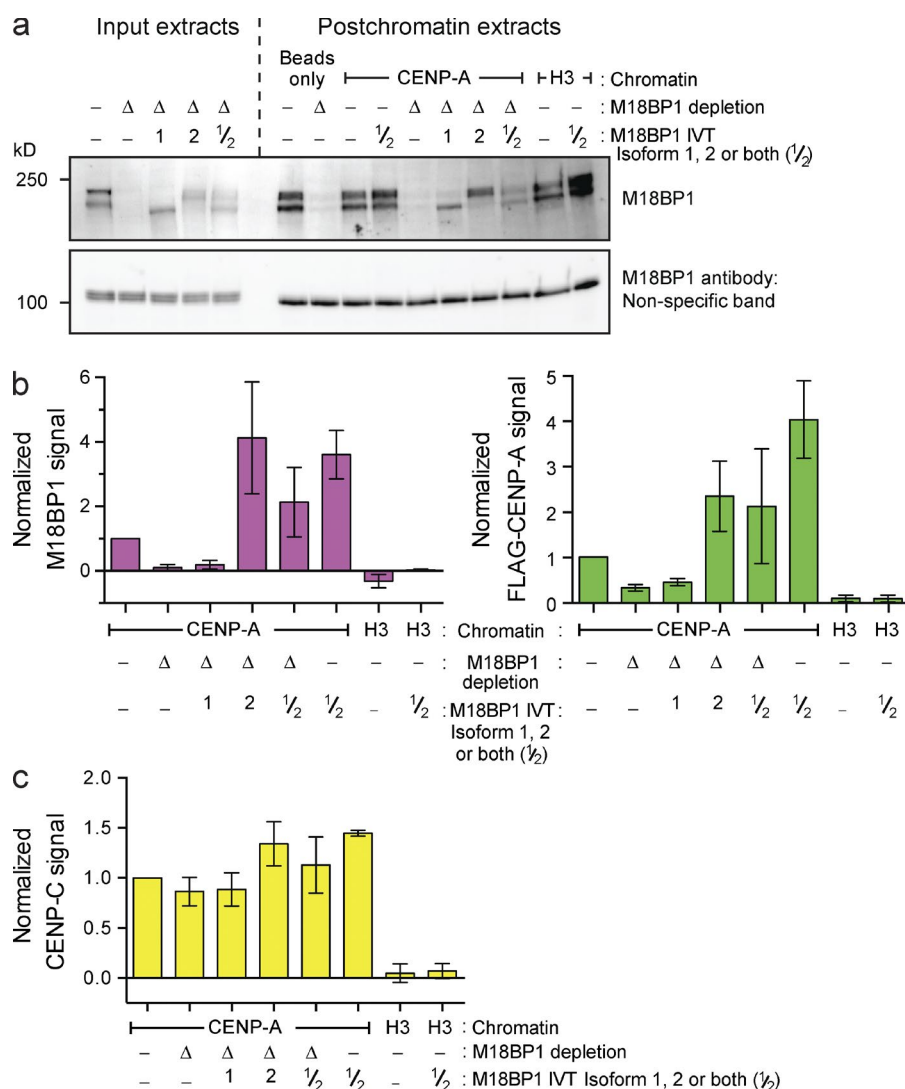 a
Input extracts
Postchromatin extracts
Beads only
CENP-A
H3
: Chromatin
– Δ Δ Δ Δ – Δ – – Δ Δ Δ Δ – – : M18BP1 depletion
– – 1 2 ½ – – – ½ – 1 2 ½ – ½ : M18BP1 IVT
Isoform 1, 2 or both (½)
kD
250
M18BP1
100
M18BP1 antibody:
Non-specific band
b
Normalized
M18BP1 signal
6
4
2
0
Normalized
FLAG-CENP-A signal
5
4
3
2
1
0
CENP-A H3 H3 : Chromatin : CENP-A H3 H3
– Δ Δ Δ Δ – – – : M18BP1 depletion : – Δ Δ Δ Δ – – –
– – 1 2 ½ ½ – ½ : M18BP1 IVT : – – 1 2 ½ ½ – ½
Isoform 1, 2
or both (½)
c
Normalized
CENP-C signal
2.0
1.5
1.0
0.5
0.0
CENP-A H3 H3 : Chromatin
– Δ Δ Δ Δ – – – : M18BP1 depletion
– – 1 2 ½ ½ – ½ : M18BP1 IVT Isoform 1, 2 or both (½)